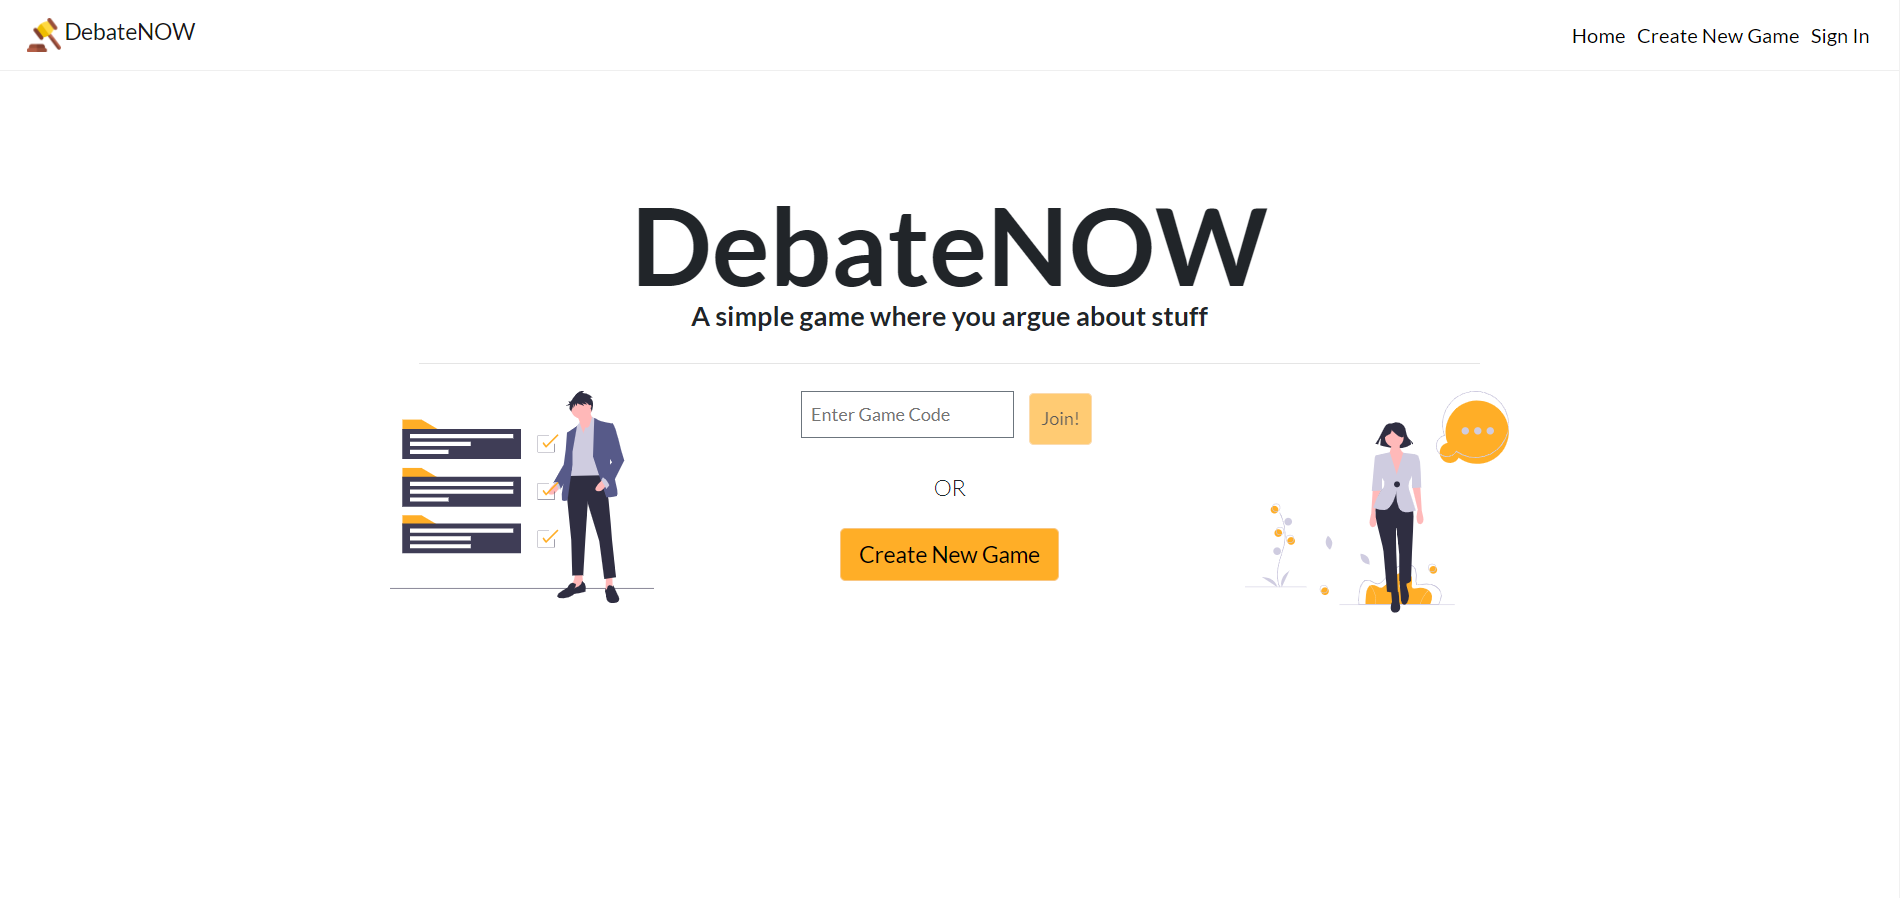 DebateNOW
Home Create New Game Sign In
DebateNOW
A simple game where you argue about stuff
Enter Game Code
Join!
OR
Create New Game